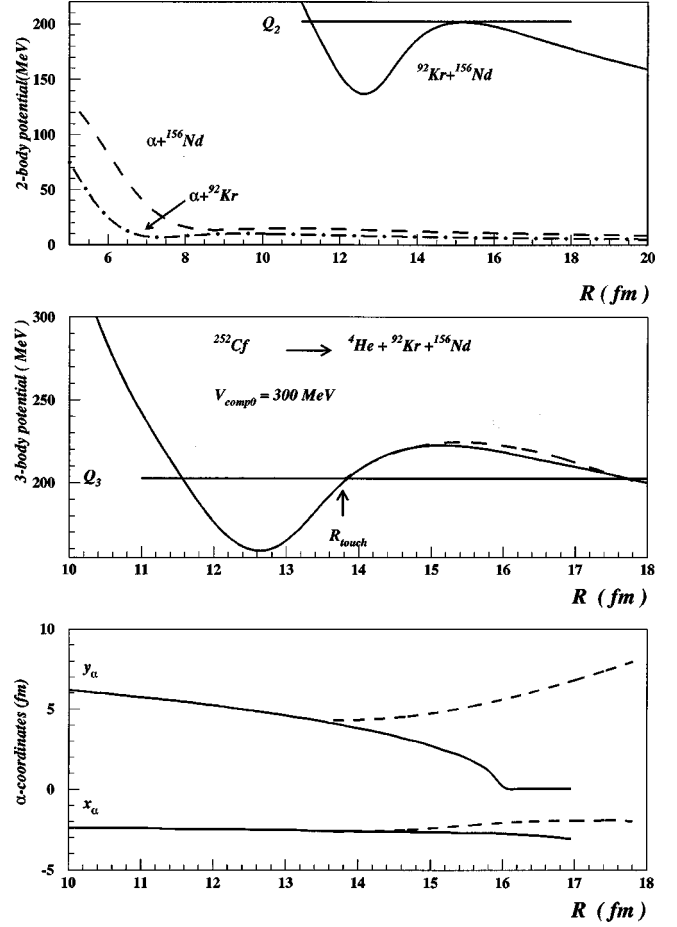 Q2
92Kr+156Nd
α+156Nd
α+92Kr
2-body potential(MeV)
200
150
100
50
0
6 8 10 12 14 16 18 20
R ( fm )
252Cf → 4He + 92Kr + 156Nd
Vcomp0 = 300 MeV
Q3
Rtouch
3-body potential ( MeV )
300
250
200
10 11 12 13 14 15 16 17 18
R ( fm )
yα
xα
α-coordinates (fm)
10
5
0
-5
10 11 12 13 14 15 16 17 18
R ( fm )